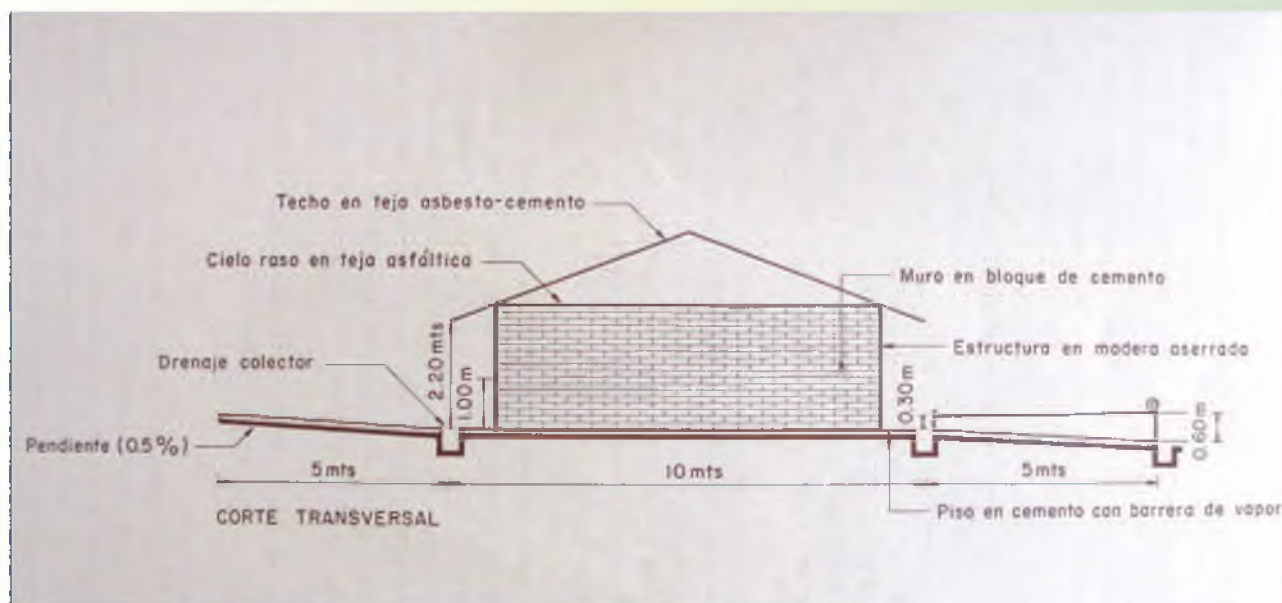 Techo en teja asbesto-cemento
Cielo raso en teja asfáltica
Muro en bloque de cemento
Drenaje colector
2.20 mts
1.00 m
0.30 m
Estructura en madera aserrada
Pendiente (0.5%)
0.60 m
5 mts
10 mts
5 mts
CORTE TRANSVERSAL
Piso en cemento con barrera de vapor